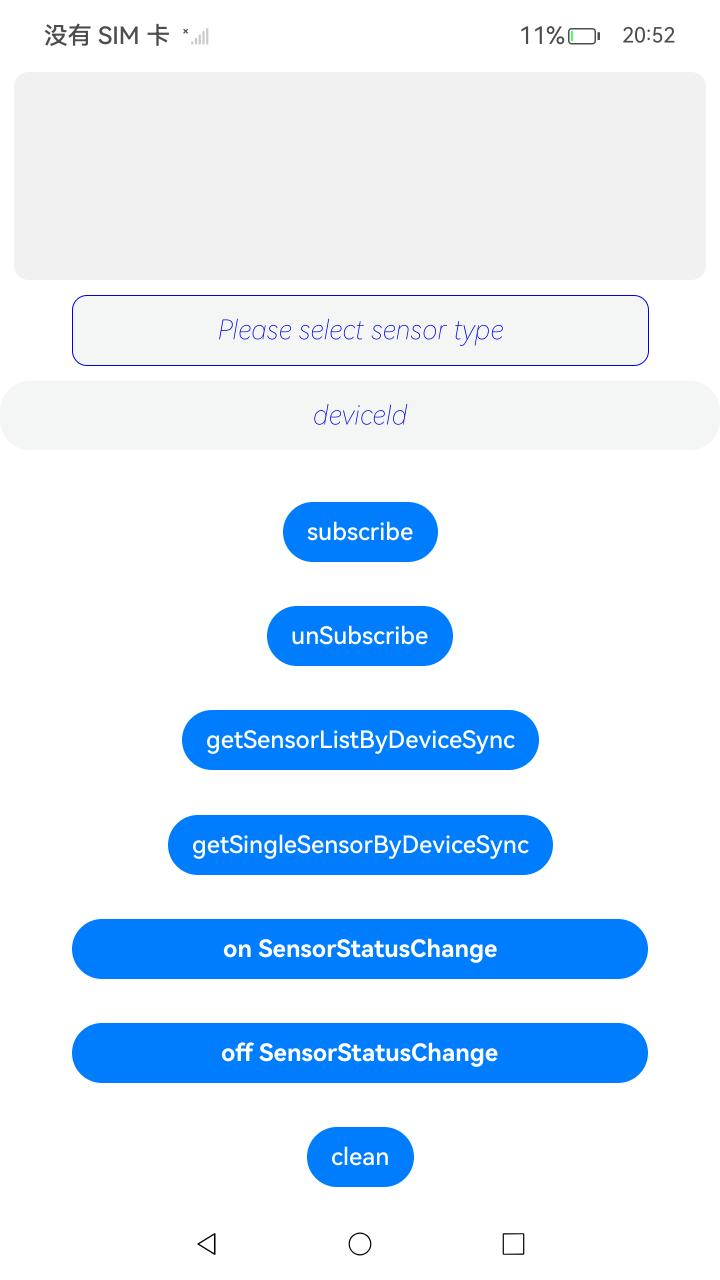 没有 SIM 卡 11% 20:52
Please select sensor type
deviceId
subscribe
unSubscribe
getSensorListByDeviceSync
getSingleSensorByDeviceSync
on SensorStatusChange
off SensorStatusChange
clean